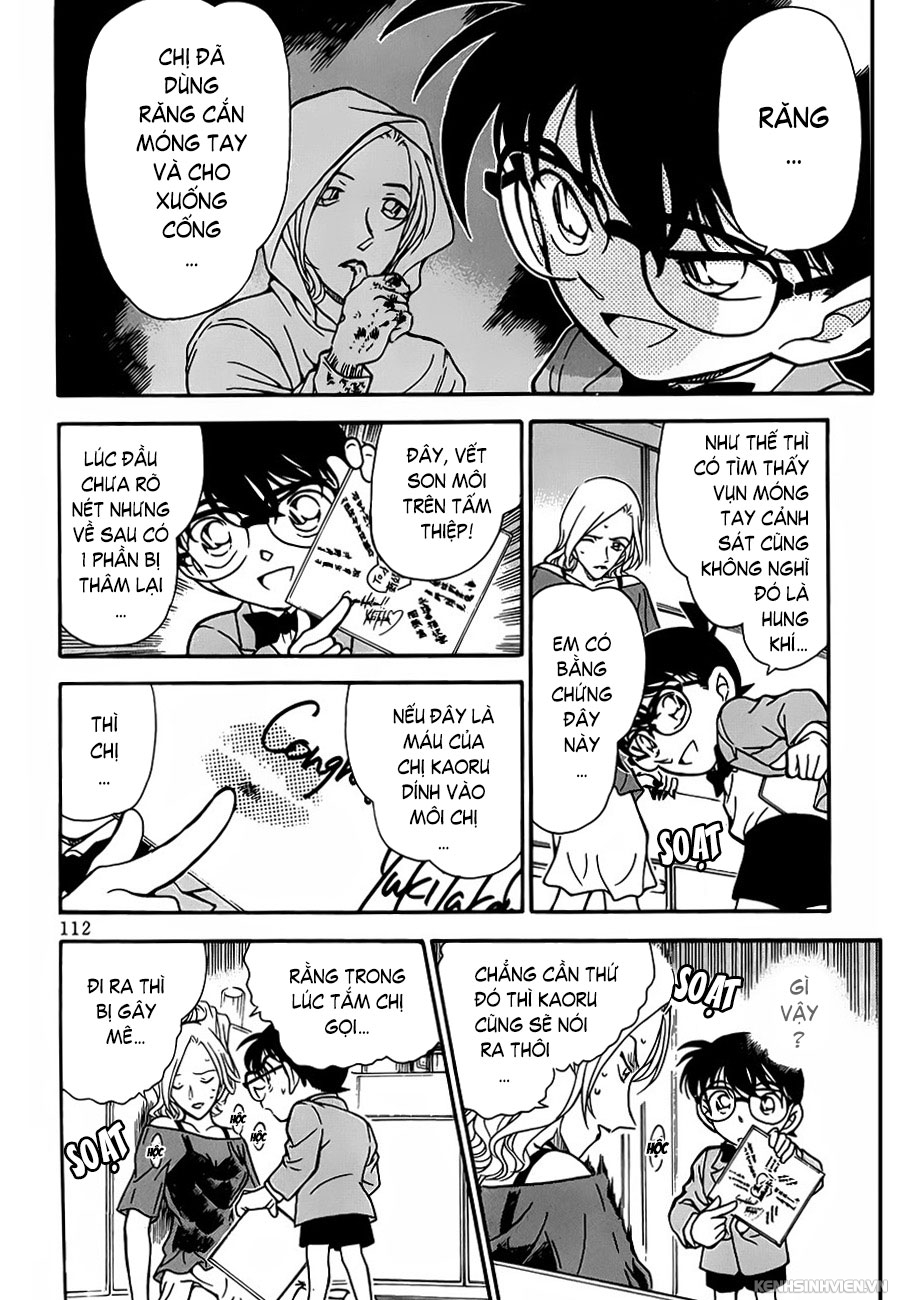 RĂNG
...
CHỊ ĐÃ
DÙNG
RĂNG CẮN
MÓNG TAY
VÀ CHO
XUỐNG
CỐNG
...
NHƯ THẾ THÌ
CÓ TÌM THẤY
VỤN MÓNG
TAY CẢNH
SÁT CŨNG
KHÔNG NGHĨ
ĐÓ LÀ
HUNG
KHÍ...
EM CÓ
BẰNG
CHỨNG
ĐÂY
NÀY
...
SOẠT
ĐÂY, VẾT
SON MÔI
TRÊN TẤM
THIỆP!
LÚC ĐẦU
CHƯA RÕ
NÉT NHƯNG
VỀ SAU CÓ
1 PHẦN BỊ
THÂM LẠI
...
NẾU ĐÂY LÀ
MÁU CỦA
CHỊ KAORU
DÍNH VÀO
MÔI CHỊ
...
THÌ
CHỊ
...
Cong
112
GÌ
VẬY
?
SOẠT
CHẲNG CẦN THỨ
ĐÓ THÌ KAORU
CŨNG SẼ NÓI
RA THÔI
...
HỘC
RẰNG TRONG
LÚC TẮM CHỊ
GỌI...
ĐI RA THÌ
BỊ GÂY
MÊ...
HỘC
HỘC
HỘC
SOẠT
KENHSINHVIEN.VN